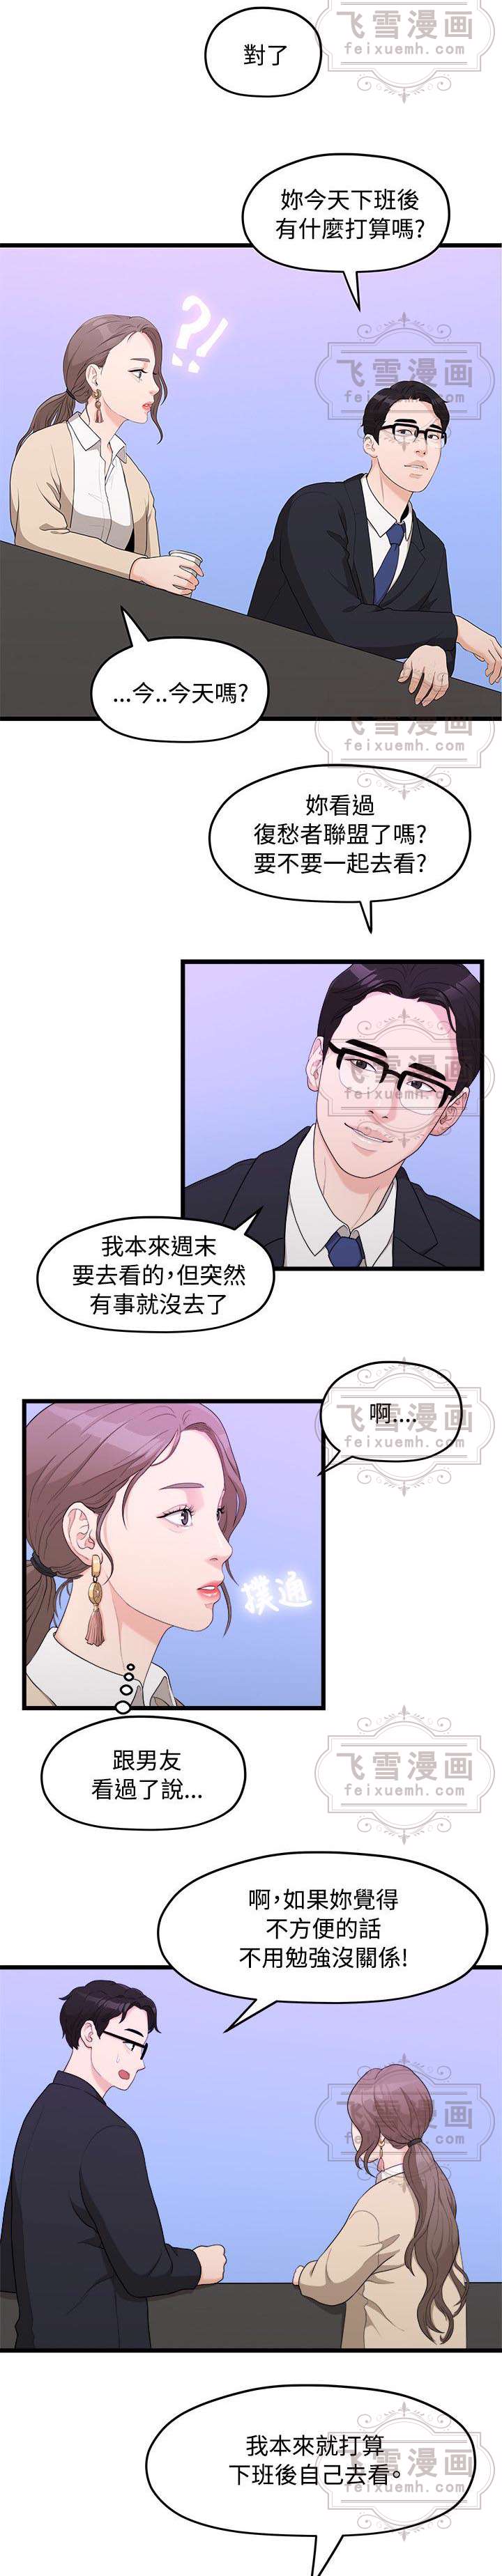 飞雪漫画
feixuemh.com
對了
妳今天下班後
有什麼打算嗎?
?!
飞雪漫画
feixuemh.com
...今..今天嗎?
飞雪漫画
feixuemh.com
妳看過
復愁者聯盟了嗎?
要不要一起去看?
飞雪漫画
feixuemh.com
我本來週末
要去看的,但突然
有事就沒去了
飞雪漫画
feixuemh.com
啊....
撲通
跟男友
看過了說...
飞雪漫画
feixuemh.com
啊,如果妳覺得
不方便的話
不用勉強沒關係!
飞雪漫画
feixuemh.com
飞雪漫画
feixuemh.com
我本來就打算
下班後自己去看。